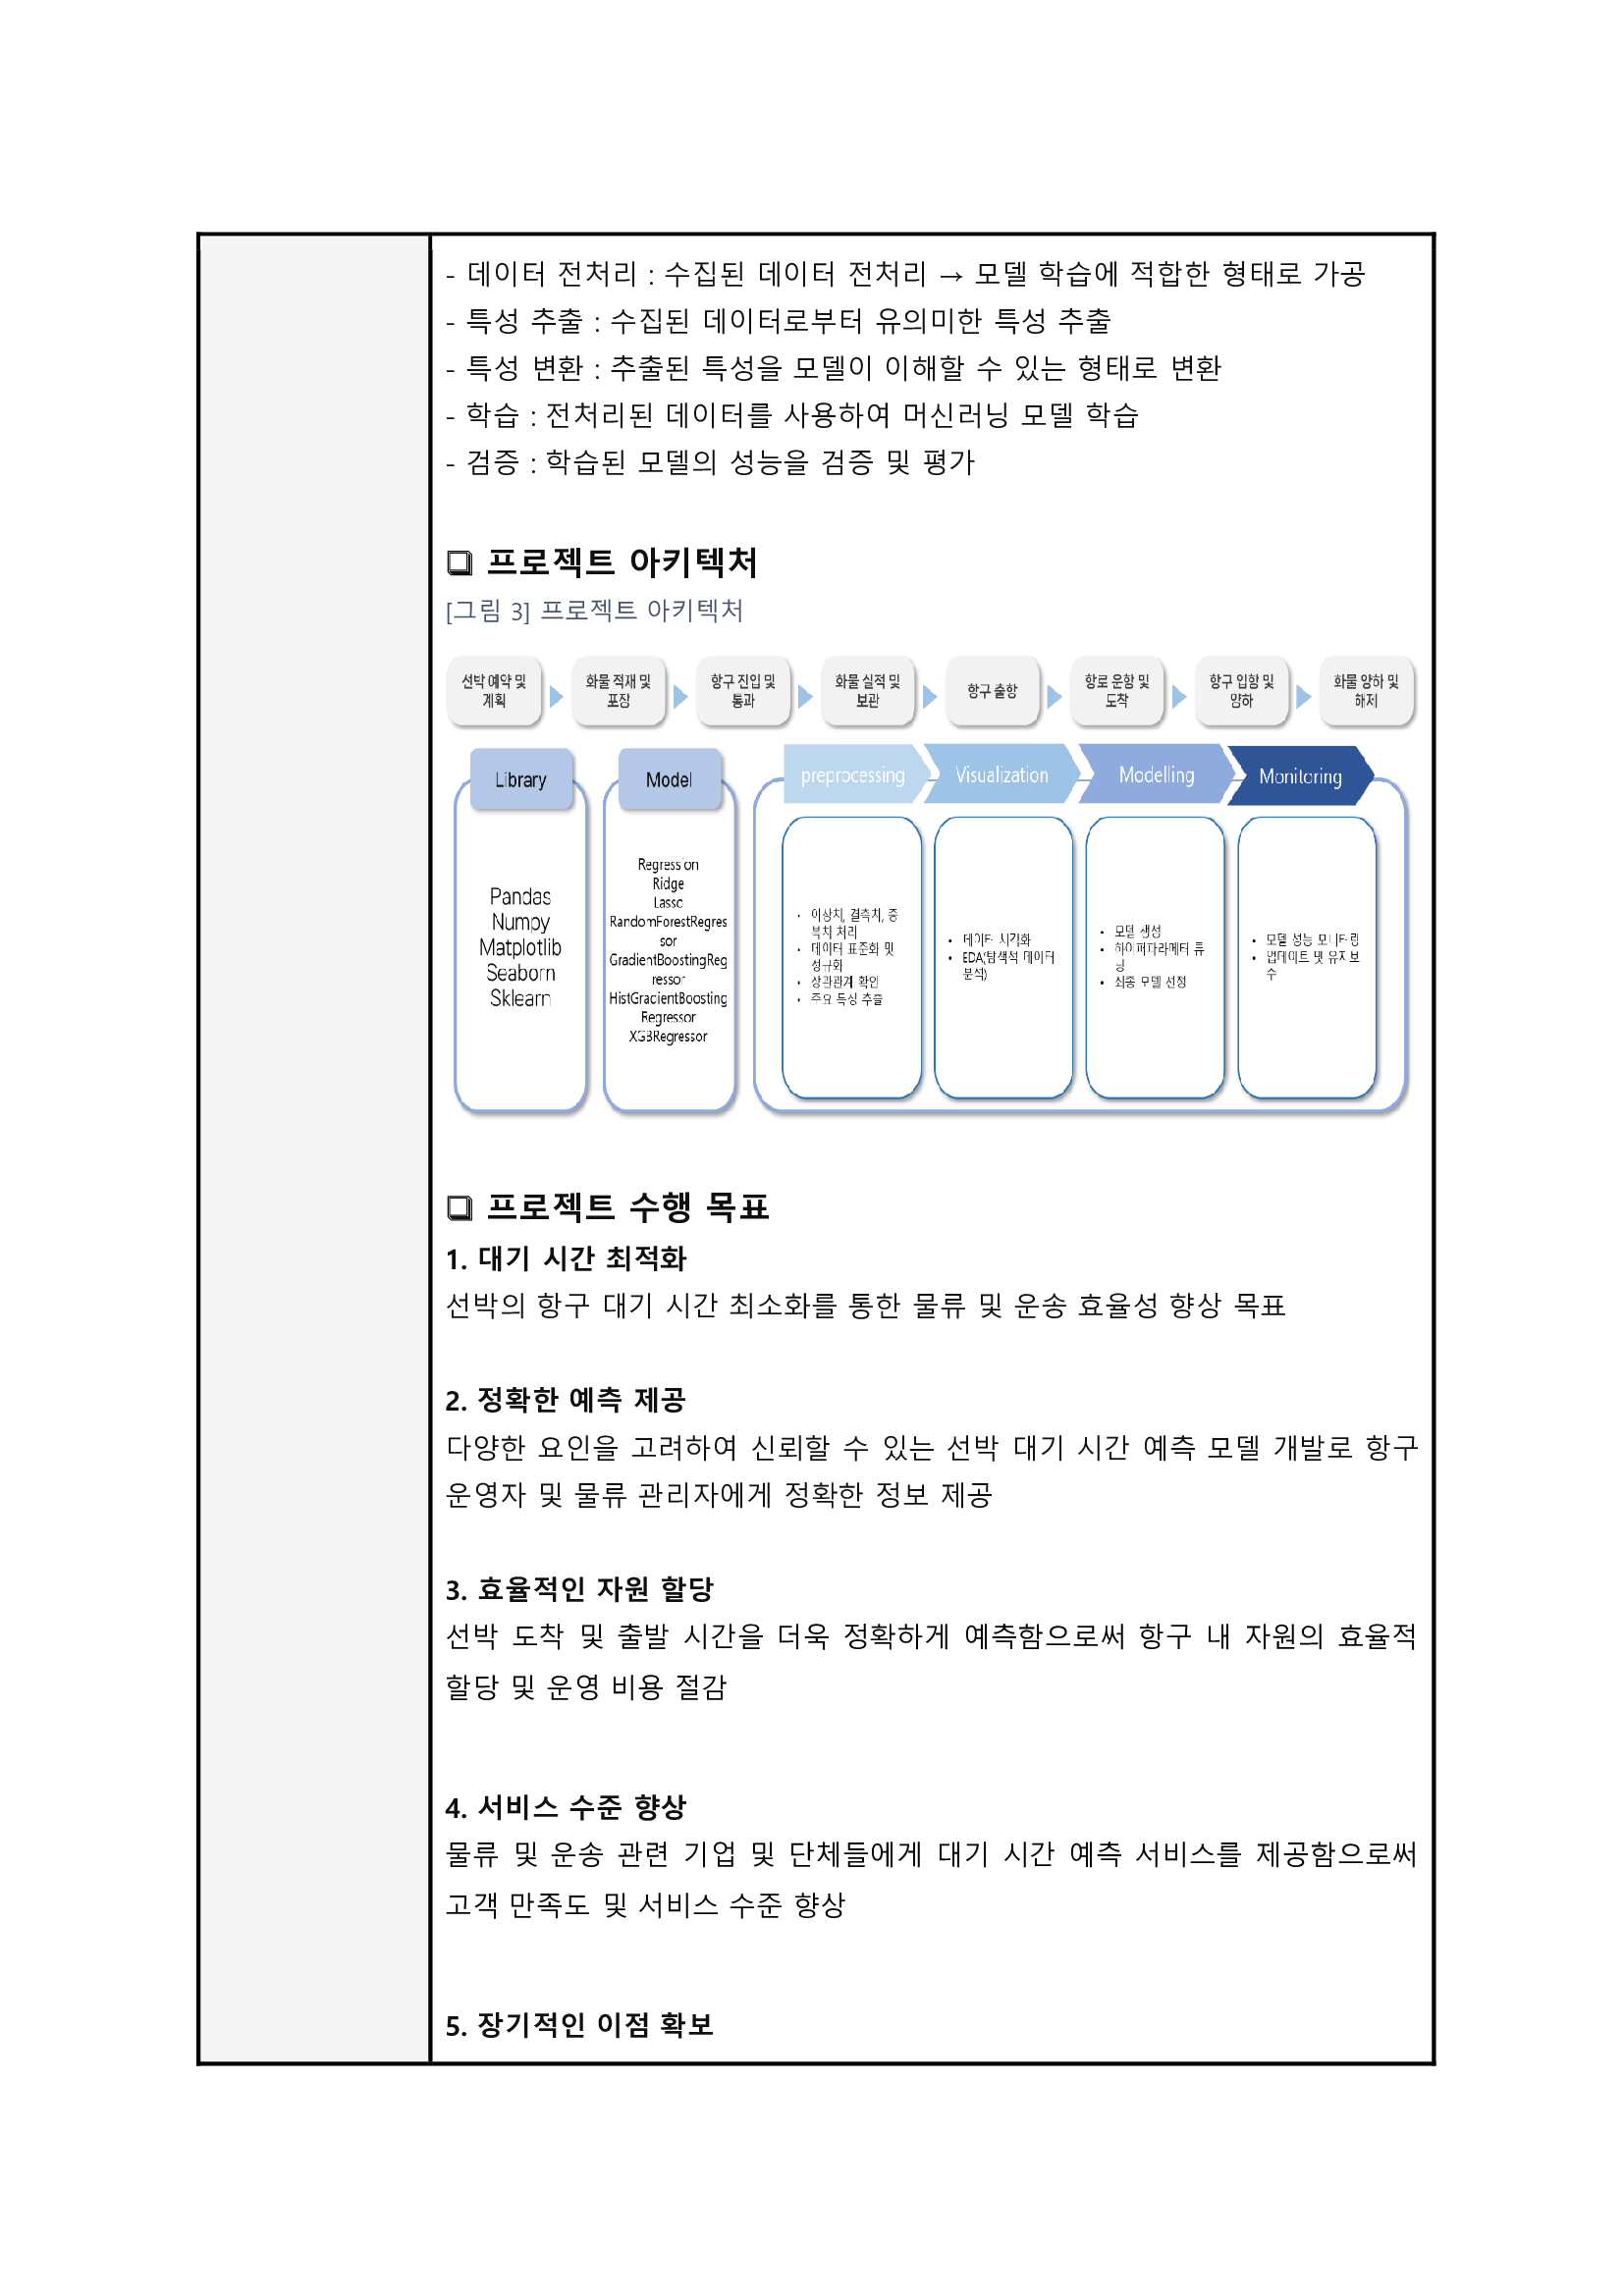 - 데이터 전처리 : 수집된 데이터 전처리 → 모델 학습에 적합한 형태로 가공
- 특성 추출 : 수집된 데이터로부터 유의미한 특성 추출
- 특성 변환 : 추출된 특성을 모델이 이해할 수 있는 형태로 변환
- 학습 : 전처리된 데이터를 사용하여 머신러닝 모델 학습
- 검증 : 학습된 모델의 성능을 검증 및 평가
❏ 프로젝트 아키텍처
[그림 3] 프로젝트 아키텍처
선박 예약 및
계획
화물 적재 및
포장
항구 진입 및
통과
화물 실적 및
보관
항구 출항
항로 운항 및
도착
항구 입항 및
양하
화물 양하 및
해지
Library
Pandas
Numpy
Matplotlib
Seaborn
Sklearn
Model
Regression
Ridge
Lasso
RandomForestRegres
sor
GradientBoostingReg
ressor
HistGradientBoosting
Regressor
XGBRegressor
preprocessing
• 이상치, 결측치, 중
복치 처리
• 데이터 표준화 및
정규화
• 상관관계 확인
• 주요 특성 추출
Visualization
• 데이터 시각화
• EDA(탐색적 데이터
분석)
Modelling
• 모델 생성
• 하이퍼파라메터 튜
닝
• 최종 모델 선정
Monitoring
• 모델 성능 모니터링
• 업데이트 및 유지보
수
❏ 프로젝트 수행 목표
1. 대기 시간 최적화
선박의 항구 대기 시간 최소화를 통한 물류 및 운송 효율성 향상 목표
2. 정확한 예측 제공
다양한 요인을 고려하여 신뢰할 수 있는 선박 대기 시간 예측 모델 개발로 항구
운영자 및 물류 관리자에게 정확한 정보 제공
3. 효율적인 자원 할당
선박 도착 및 출발 시간을 더욱 정확하게 예측함으로써 항구 내 자원의 효율적
할당 및 운영 비용 절감
4. 서비스 수준 향상
물류 및 운송 관련 기업 및 단체들에게 대기 시간 예측 서비스를 제공함으로써
고객 만족도 및 서비스 수준 향상
5. 장기적인 이점 확보